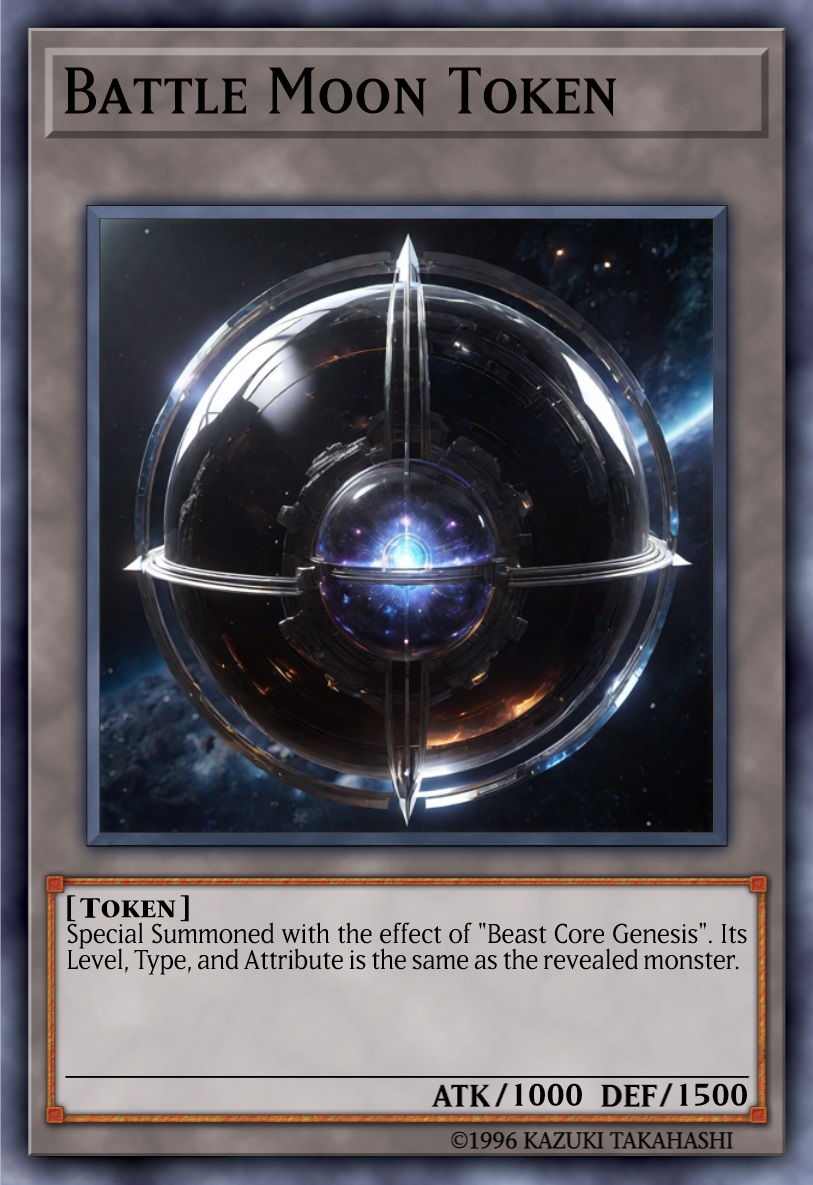 Battle Moon Token
[Token]
Special Summoned with the effect of "Beast Core Genesis". Its
Level, Type, and Attribute is the same as the revealed monster.
ATK/1000 DEF/1500
©1996 KAZUKI TAKAHASHI